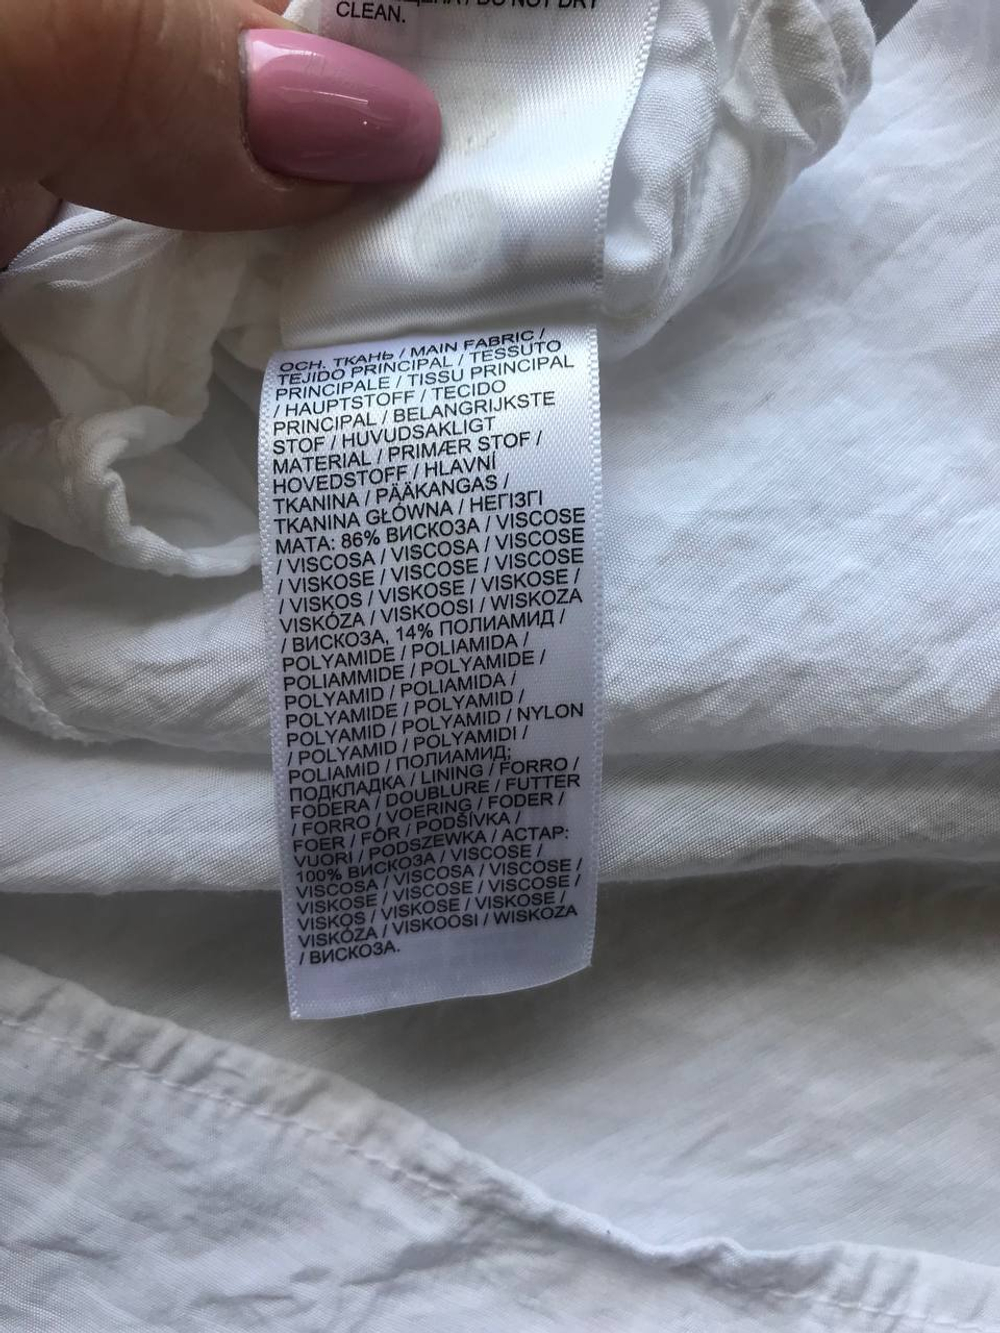 DO NOT DRY
CLEAN.
ОСН. ТКАНЬ / MAIN FABRIC /
TEJIDO PRINCIPAL / TESSUTO
PRINCIPALE / TISSU PRINCIPAL
/ HAUPTSTOFF / TECIDO
PRINCIPAL / BELANGRIJKSTE
STOF / HUVUDSAKLIGT
MATERIAL / PRIMÆR STOF /
HOVEDSTOFF / HLAVNÍ
TKANINA / PÄÄKANGAS /
TKANINA GŁÓWNA / НЕГІЗГІ
МАТА: 86% ВИСКОЗА / VISCOSE
/ VISCOSA / VISCOSA / VISCOSE
/ VISKOSE / VISCOSE / VISCOSE
/ VISKOS / VISKOSE / VISKOSE /
VISKÓZA / VISKOOSI / WISKOZA
/ ВИСКОЗА, 14% ПОЛИАМИД /
POLYAMIDE / POLIAMIDA /
POLIAMMIDE / POLYAMIDE /
POLYAMID / POLIAMIDA /
POLYAMIDE / POLYAMID /
POLYAMID / POLYAMID / NYLON
/ POLYAMID / POLYAMIDI /
POLIAMID / ПОЛИАМИД;
ПОДКЛАДКА / LINING / FORRO /
FODERA / DOUBLURE / FUTTER
/ FORRO / VOERING / FODER /
FOER / FÓR / PODŠÍVKA /
VUORI / PODSZEWKA / АСТАР:
100% ВИСКОЗА / VISCOSE /
VISCOSA / VISCOSA / VISCOSE /
VISKOSE / VISCOSE / VISCOSE /
VISKOS / VISKOSE / VISKOSE /
VISKÓZA / VISKOOSI / WISKOZA
/ ВИСКОЗА.